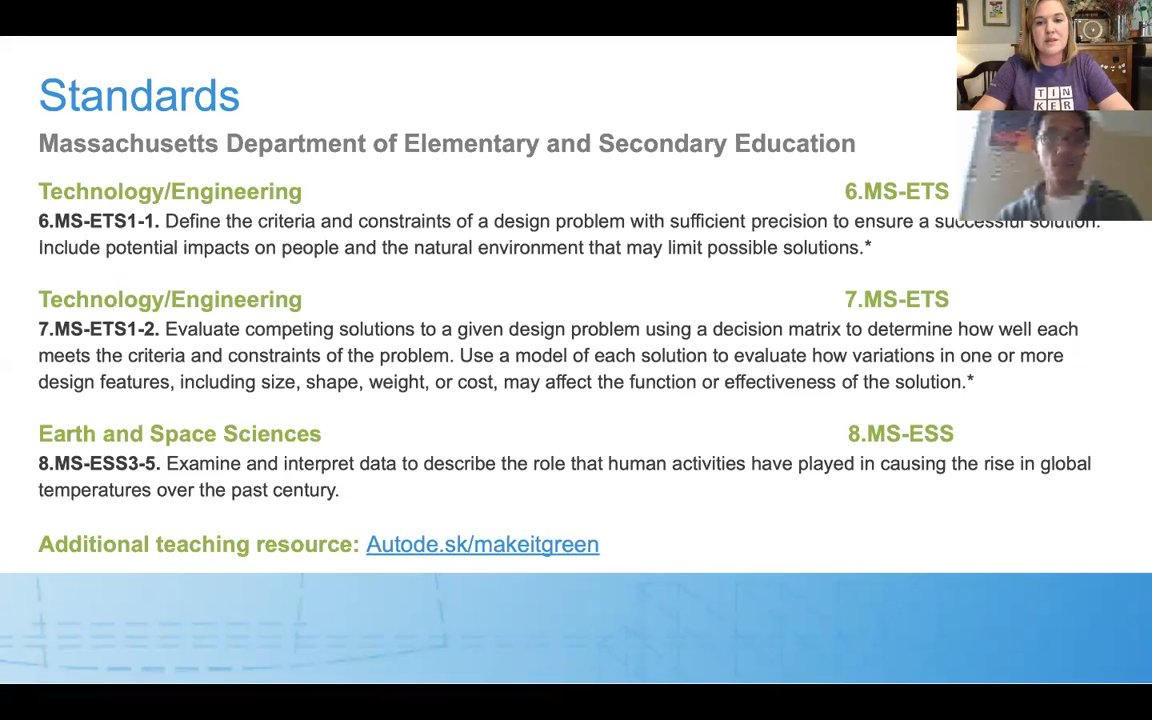 Standards
Massachusetts Department of Elementary and Secondary Education
Technology/Engineering 6.MS-ETS
6.MS-ETS1-1. Define the criteria and constraints of a design problem with sufficient precision to ensure a successful solution.
Include potential impacts on people and the natural environment that may limit possible solutions.*
Technology/Engineering 7.MS-ETS
7.MS-ETS1-2. Evaluate competing solutions to a given design problem using a decision matrix to determine how well each
meets the criteria and constraints of the problem. Use a model of each solution to evaluate how variations in one or more
design features, including size, shape, weight, or cost, may affect the function or effectiveness of the solution.*
Earth and Space Sciences 8.MS-ESS
8.MS-ESS3-5. Examine and interpret data to describe the role that human activities have played in causing the rise in global
temperatures over the past century.
Additional teaching resource: Autode.sk/makeitgreen
TIN
KER